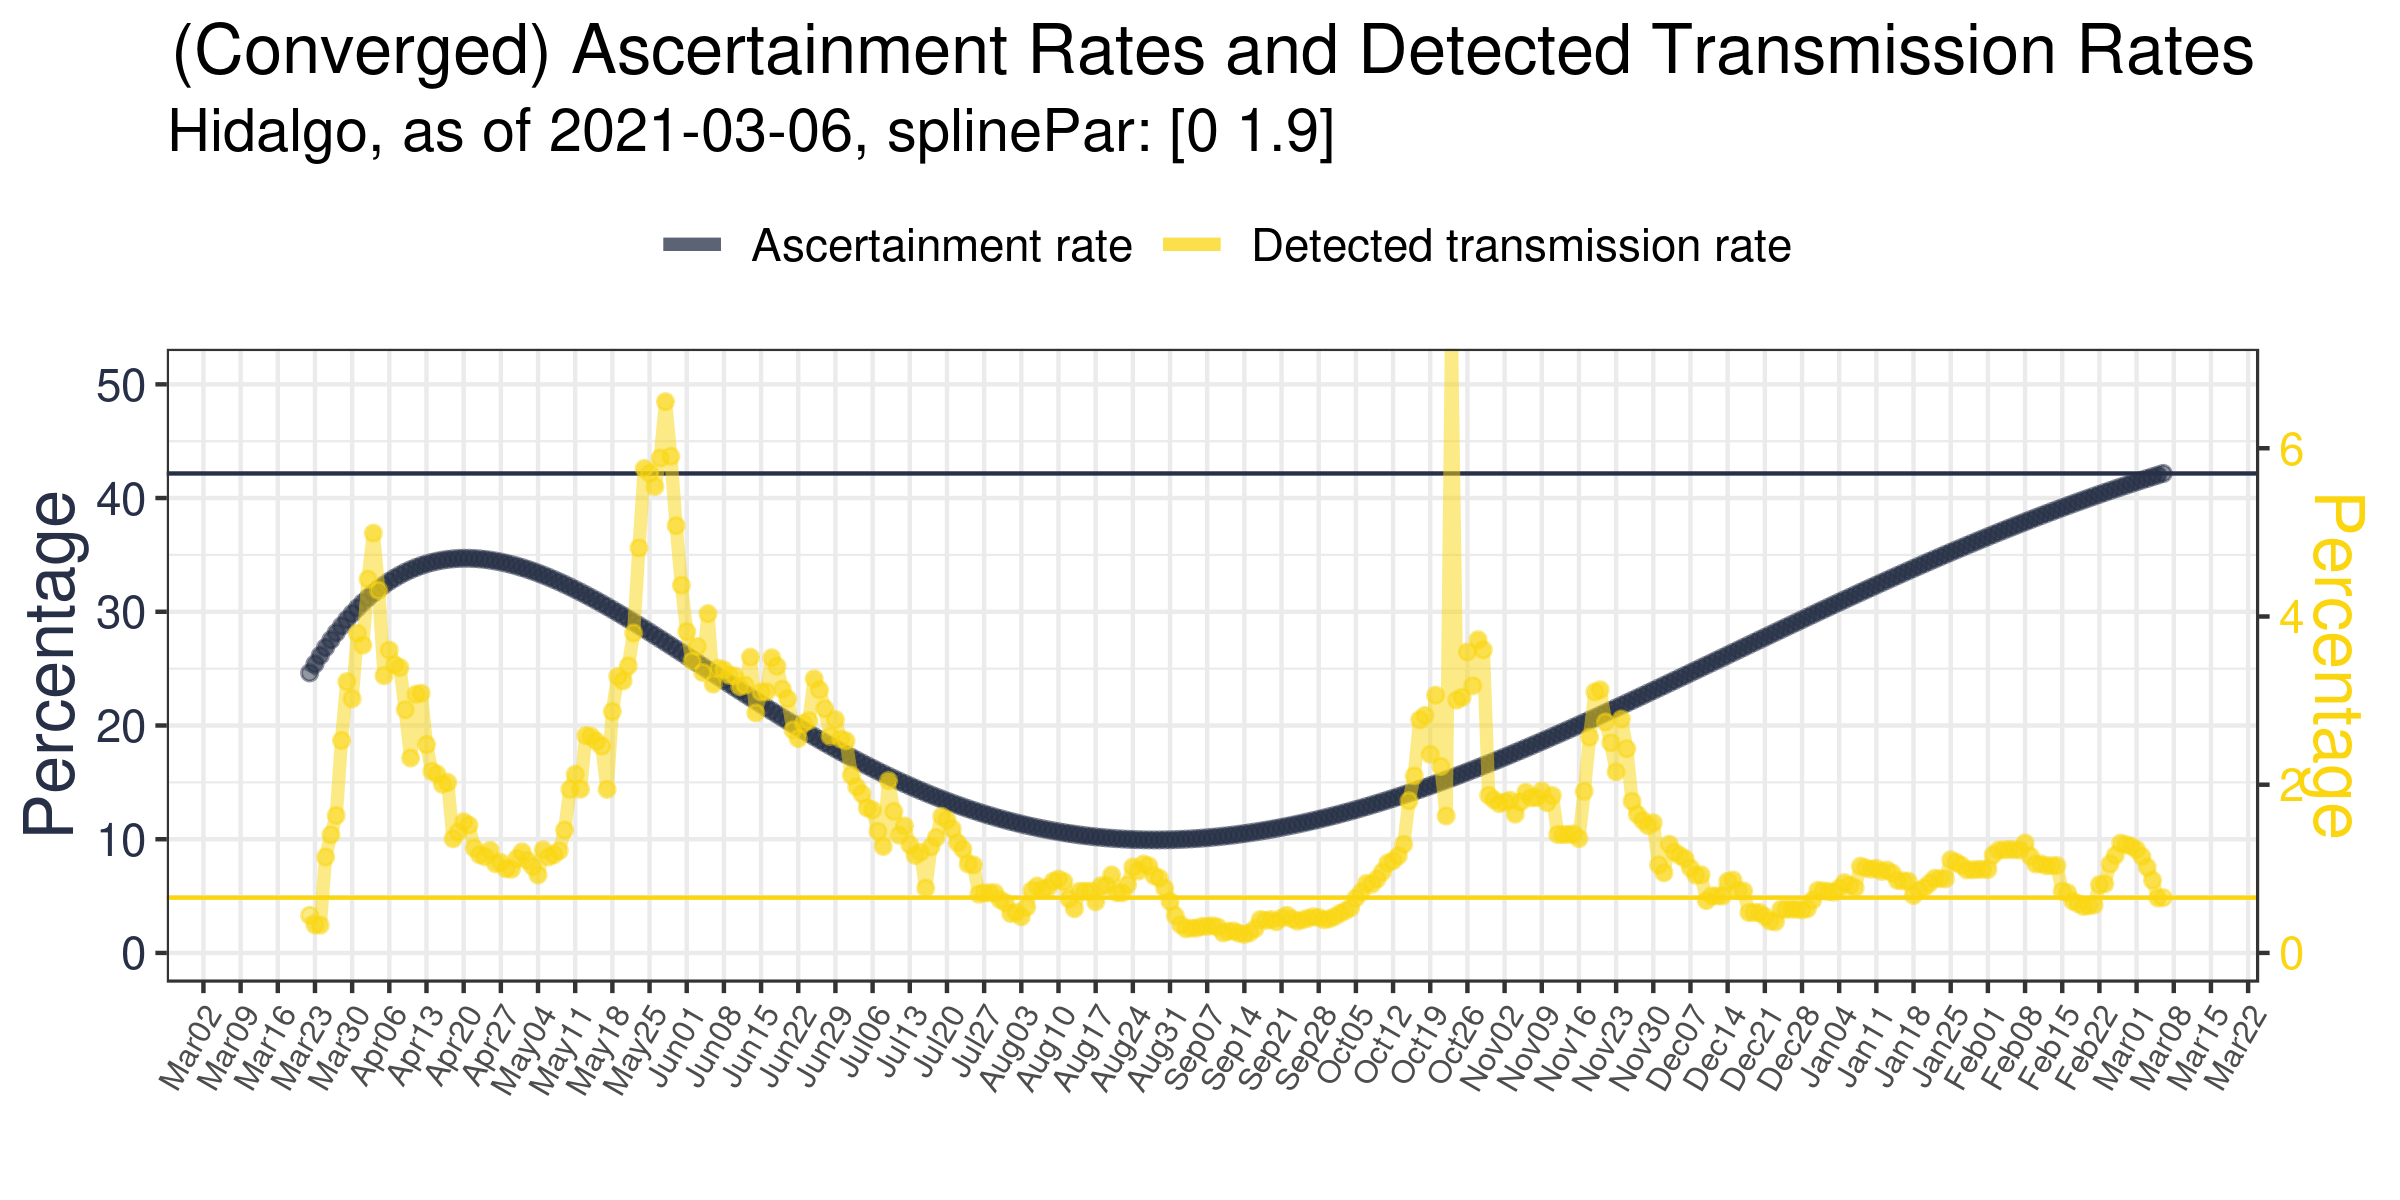 (Converged) Ascertainment Rates and Detected Transmission Rates
Hidalgo, as of 2021-03-06, splinePar: [0 1.9]
Ascertainment rate
Detected transmission rate
Percentage
50
40
30
20
10
0
6
4
2
0
Percentage
Mar02
Mar09
Mar16
Mar23
Mar30
Apr06
Apr13
Apr20
Apr27
May04
May11
May18
May25
Jun01
Jun08
Jun15
Jun22
Jun29
Jul06
Jul13
Jul20
Jul27
Aug03
Aug10
Aug17
Aug24
Aug31
Sep07
Sep14
Sep21
Sep28
Oct05
Oct12
Oct19
Oct26
Nov02
Nov09
Nov16
Nov23
Nov30
Dec07
Dec14
Dec21
Dec28
Jan04
Jan11
Jan18
Jan25
Feb01
Feb08
Feb15
Feb22
Mar01
Mar08
Mar15
Mar22